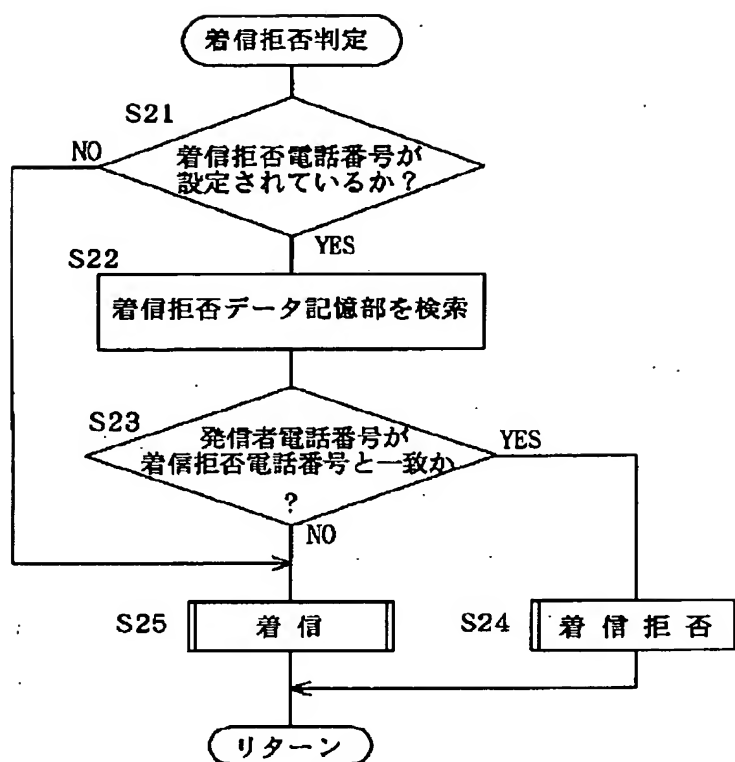 着信拒否判定
S21
着信拒否電話番号が
設定されているか?
NO
YES
S22
着信拒否データ記憶部を検索
S23
発信者電話番号が
着信拒否電話番号と一致か
?
YES
NO
S25
着信
S24
着信拒否
リターン